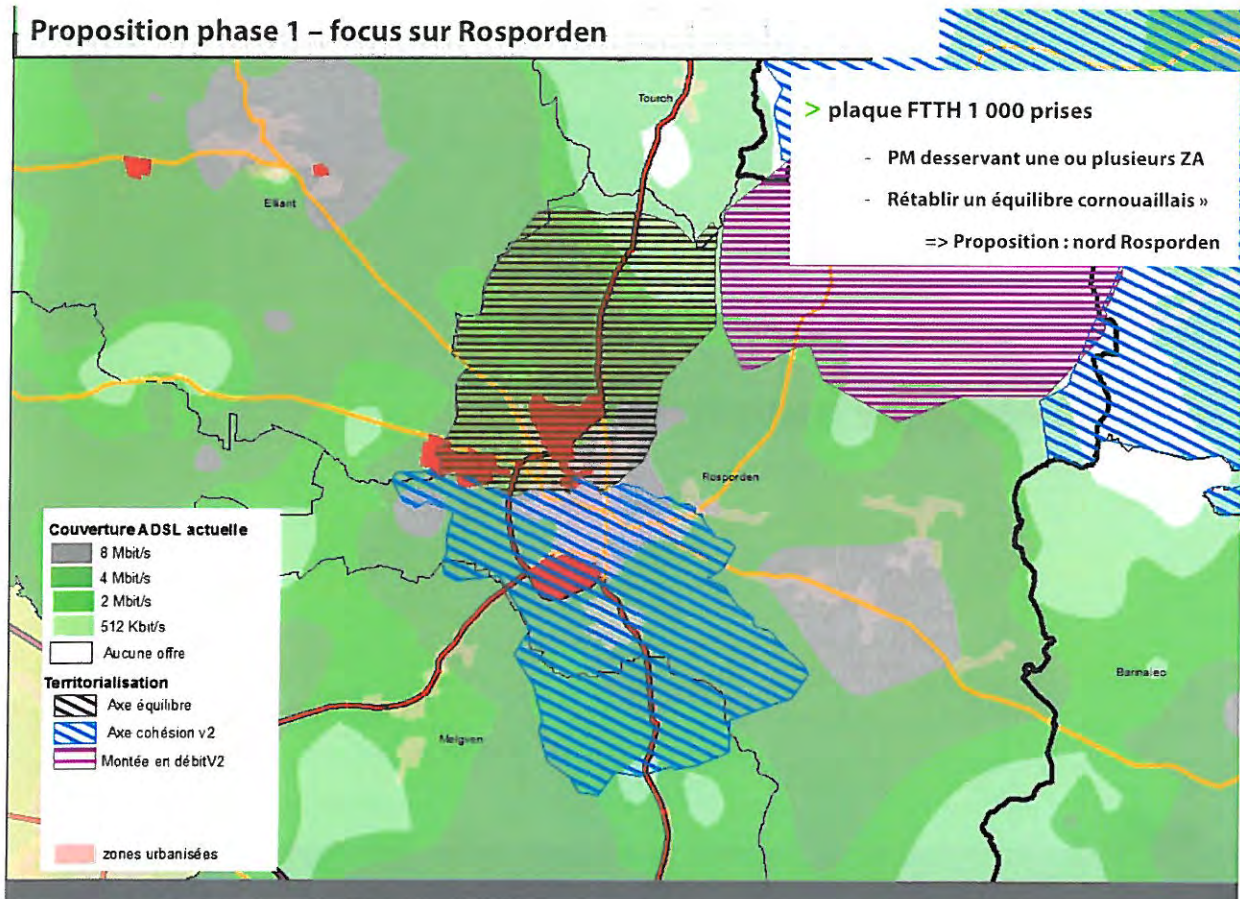 Proposition phase 1 – focus sur Rosporden
> plaque FTTH 1 000 prises
- PM desservant une ou plusieurs ZA
- Rétablir un équilibre cornouaillais »
=> Proposition : nord Rosporden
Tourch
Elliant
Rosporden
Melgven
Bannalec
Couverture ADSL actuelle
8 Mbit/s
4 Mbit/s
2 Mbit/s
512 Kbit/s
Aucune offre
Territorialisation
Axe équilibre
Axe cohésion v2
Montée en débitV2
zones urbanisées